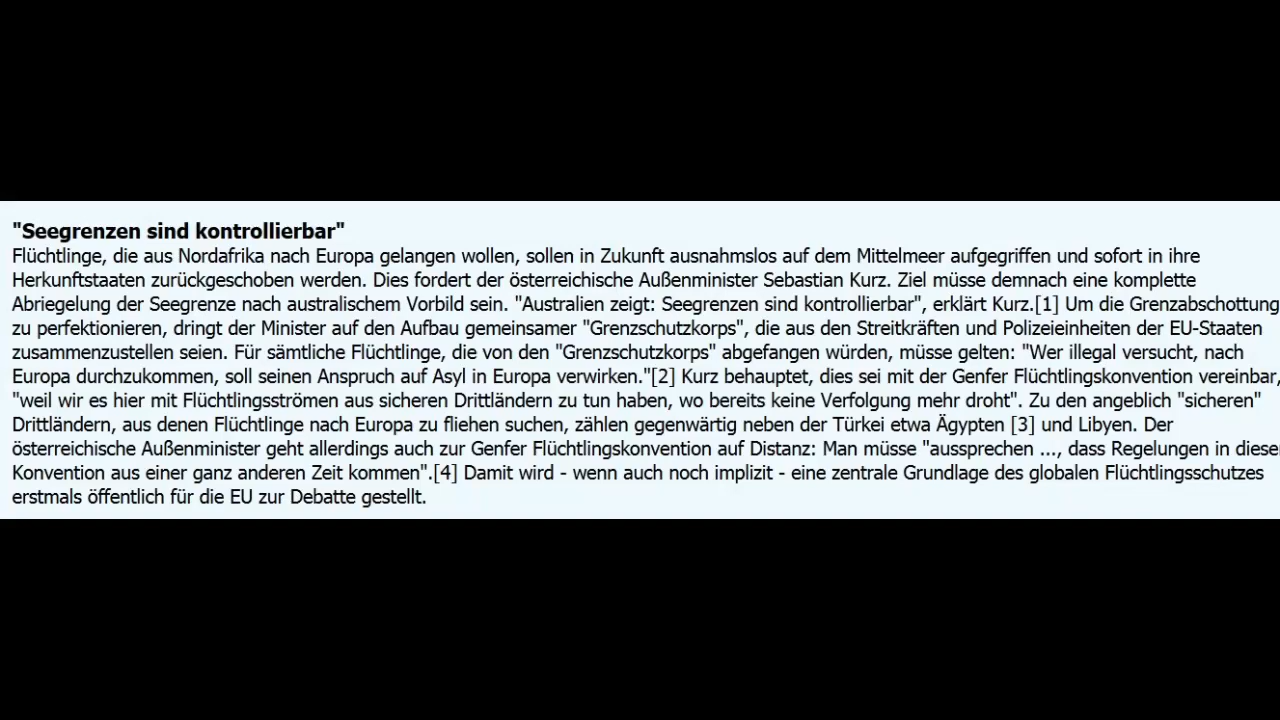 "Seegrenzen sind kontrollierbar"
Flüchtlinge, die aus Nordafrika nach Europa gelangen wollen, sollen in Zukunft ausnahmslos auf dem Mittelmeer aufgegriffen und sofort in ihre
Herkunftstaaten zurückgeschoben werden. Dies fordert der österreichische Außenminister Sebastian Kurz. Ziel müsse demnach eine komplette
Abriegelung der Seegrenze nach australischem Vorbild sein. "Australien zeigt: Seegrenzen sind kontrollierbar", erklärt Kurz.[1] Um die Grenzabschottung
zu perfektionieren, dringt der Minister auf den Aufbau gemeinsamer "Grenzschutzkorps", die aus den Streitkräften und Polizeieinheiten der EU-Staaten
zusammenzustellen seien. Für sämtliche Flüchtlinge, die von den "Grenzschutzkorps" abgefangen würden, müsse gelten: "Wer illegal versucht, nach
Europa durchzukommen, soll seinen Anspruch auf Asyl in Europa verwirken."[2] Kurz behauptet, dies sei mit der Genfer Flüchtlingskonvention vereinbar,
"weil wir es hier mit Flüchtlingsströmen aus sicheren Drittländern zu tun haben, wo bereits keine Verfolgung mehr droht". Zu den angeblich "sicheren"
Drittländern, aus denen Flüchtlinge nach Europa zu fliehen suchen, zählen gegenwärtig neben der Türkei etwa Ägypten [3] und Libyen. Der
österreichische Außenminister geht allerdings auch zur Genfer Flüchtlingskonvention auf Distanz: Man müsse "aussprechen ..., dass Regelungen in diese
Konvention aus einer ganz anderen Zeit kommen".[4] Damit wird - wenn auch noch implizit - eine zentrale Grundlage des globalen Flüchtlingsschutzes
erstmals öffentlich für die EU zur Debatte gestellt.